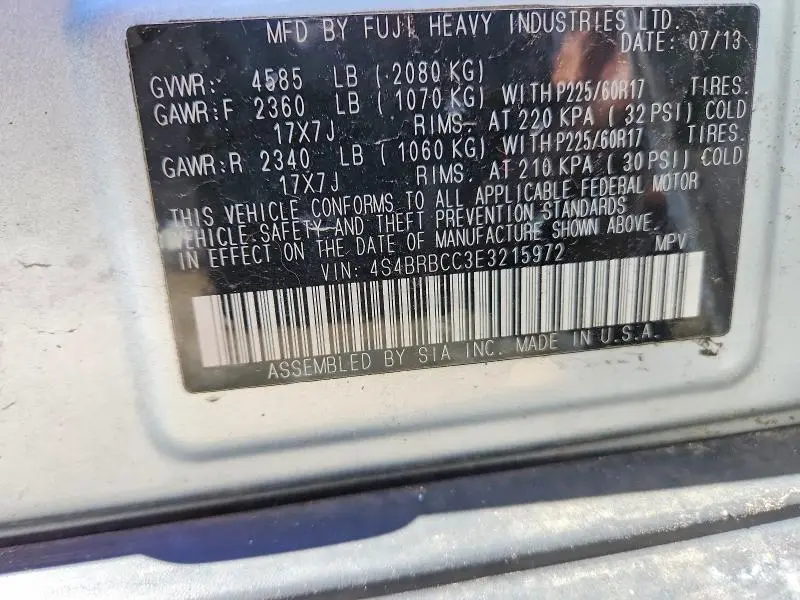 MFD BY FUJI HEAVY INDUSTRIES LTD.
DATE: 07/13
GVWR: 4585 LB (2080 KG)
GAWR:F 2360 LB (1070 KG) WITH P225/60R17 TIRES.
17X7J RIMS- AT 220 KPA (32 PSI) COLD
GAWR:R 2340 LB (1060 KG) WITH P225/60R17 TIRES.
17X7J RIMS. AT 210 KPA (30 PSI) COLD
THIS VEHICLE CONFORMS TO ALL APPLICABLE FEDERAL MOTOR
VEHICLE SAFETY AND THEFT PREVENTION STANDARDS
IN EFFECT ON THE DATE OF MANUFACTURE SHOWN ABOVE.
VIN: 4S4BRBCC3E3215972 MPV
ASSEMBLED BY SIA INC. MADE IN U.S.A.